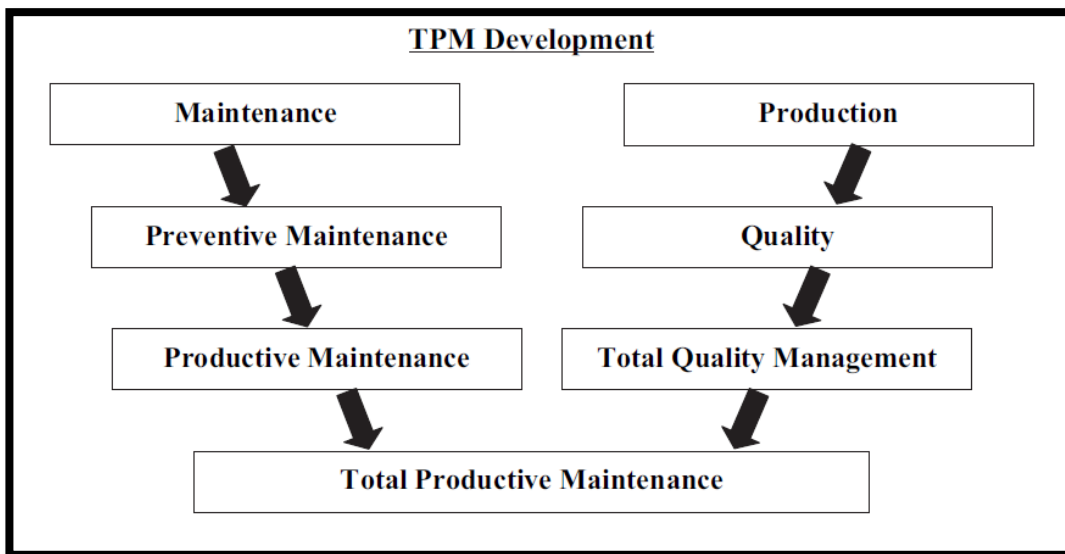 TPM Development
Maintenance
Production
Preventive Maintenance
Quality
Productive Maintenance
Total Quality Management
Total Productive Maintenance